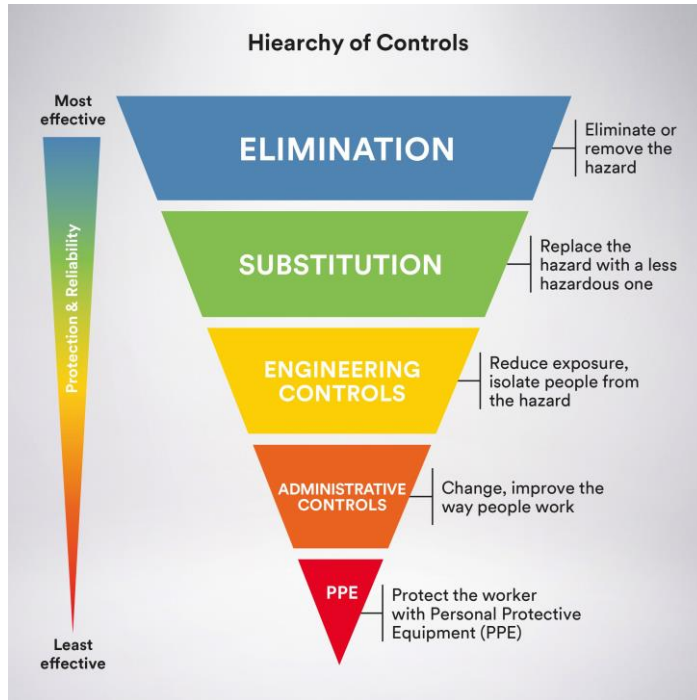 Hiearchy of Controls
Most
effective
Protection & Reliability
Least
effective
ELIMINATION
Eliminate or
remove the
hazard
SUBSTITUTION
Replace the
hazard with a less
hazardous one
ENGINEERING
CONTROLS
Reduce exposure,
isolate people from
the hazard
ADMINISTRATIVE
CONTROLS
Change, improve the
way people work
PPE
Protect the worker
with Personal Protective
Equipment (PPE)